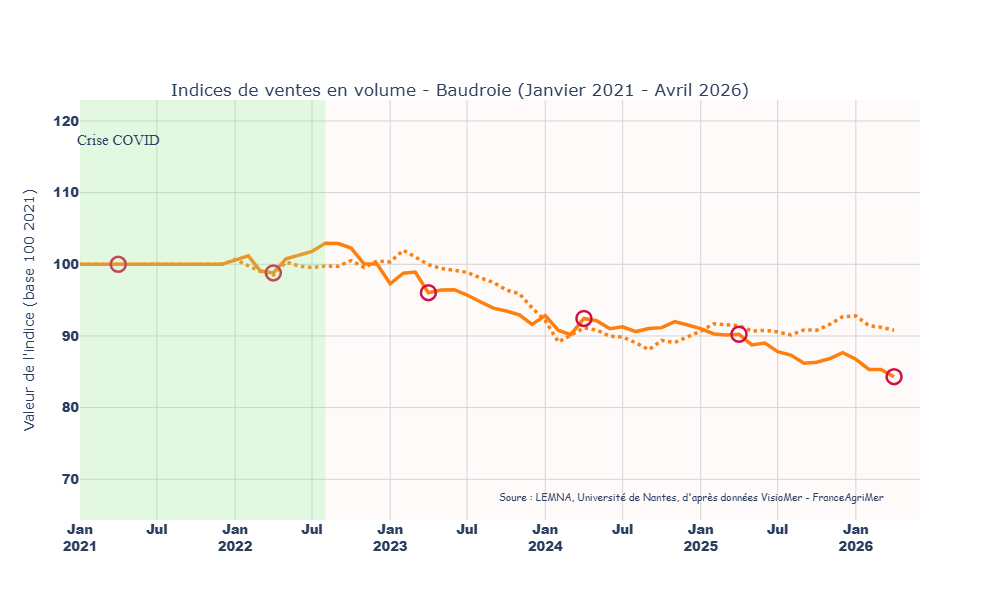 Indices de ventes en volume - Baudroie (Janvier 2021 - Avril 2026)
Valeur de l'indice (base 100 2021)
120
110
100
90
80
70
Crise COVID
Soure : LEMNA, Université de Nantes, d'après données VisioMer - FranceAgriMer
Jan Jul Jan Jul Jan Jul Jan Jul Jan Jul Jan
2021 2022 2023 2024 2025 2026